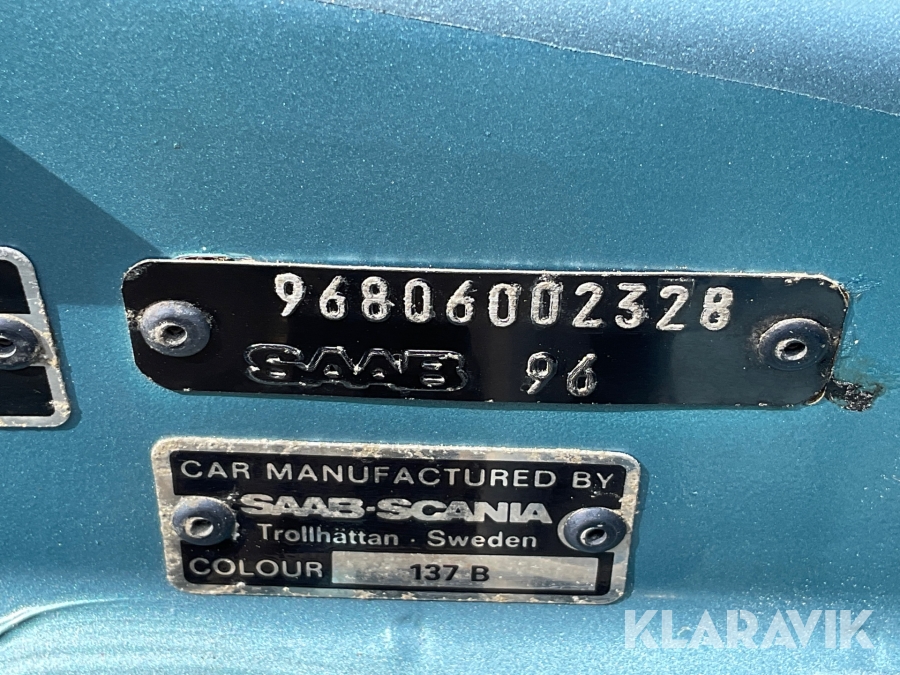 96806002328
SAAB 96
CAR MANUFACTURED BY
SAAB-SCANIA
Trollhättan · Sweden
COLOUR 137 B
KLARAVIK